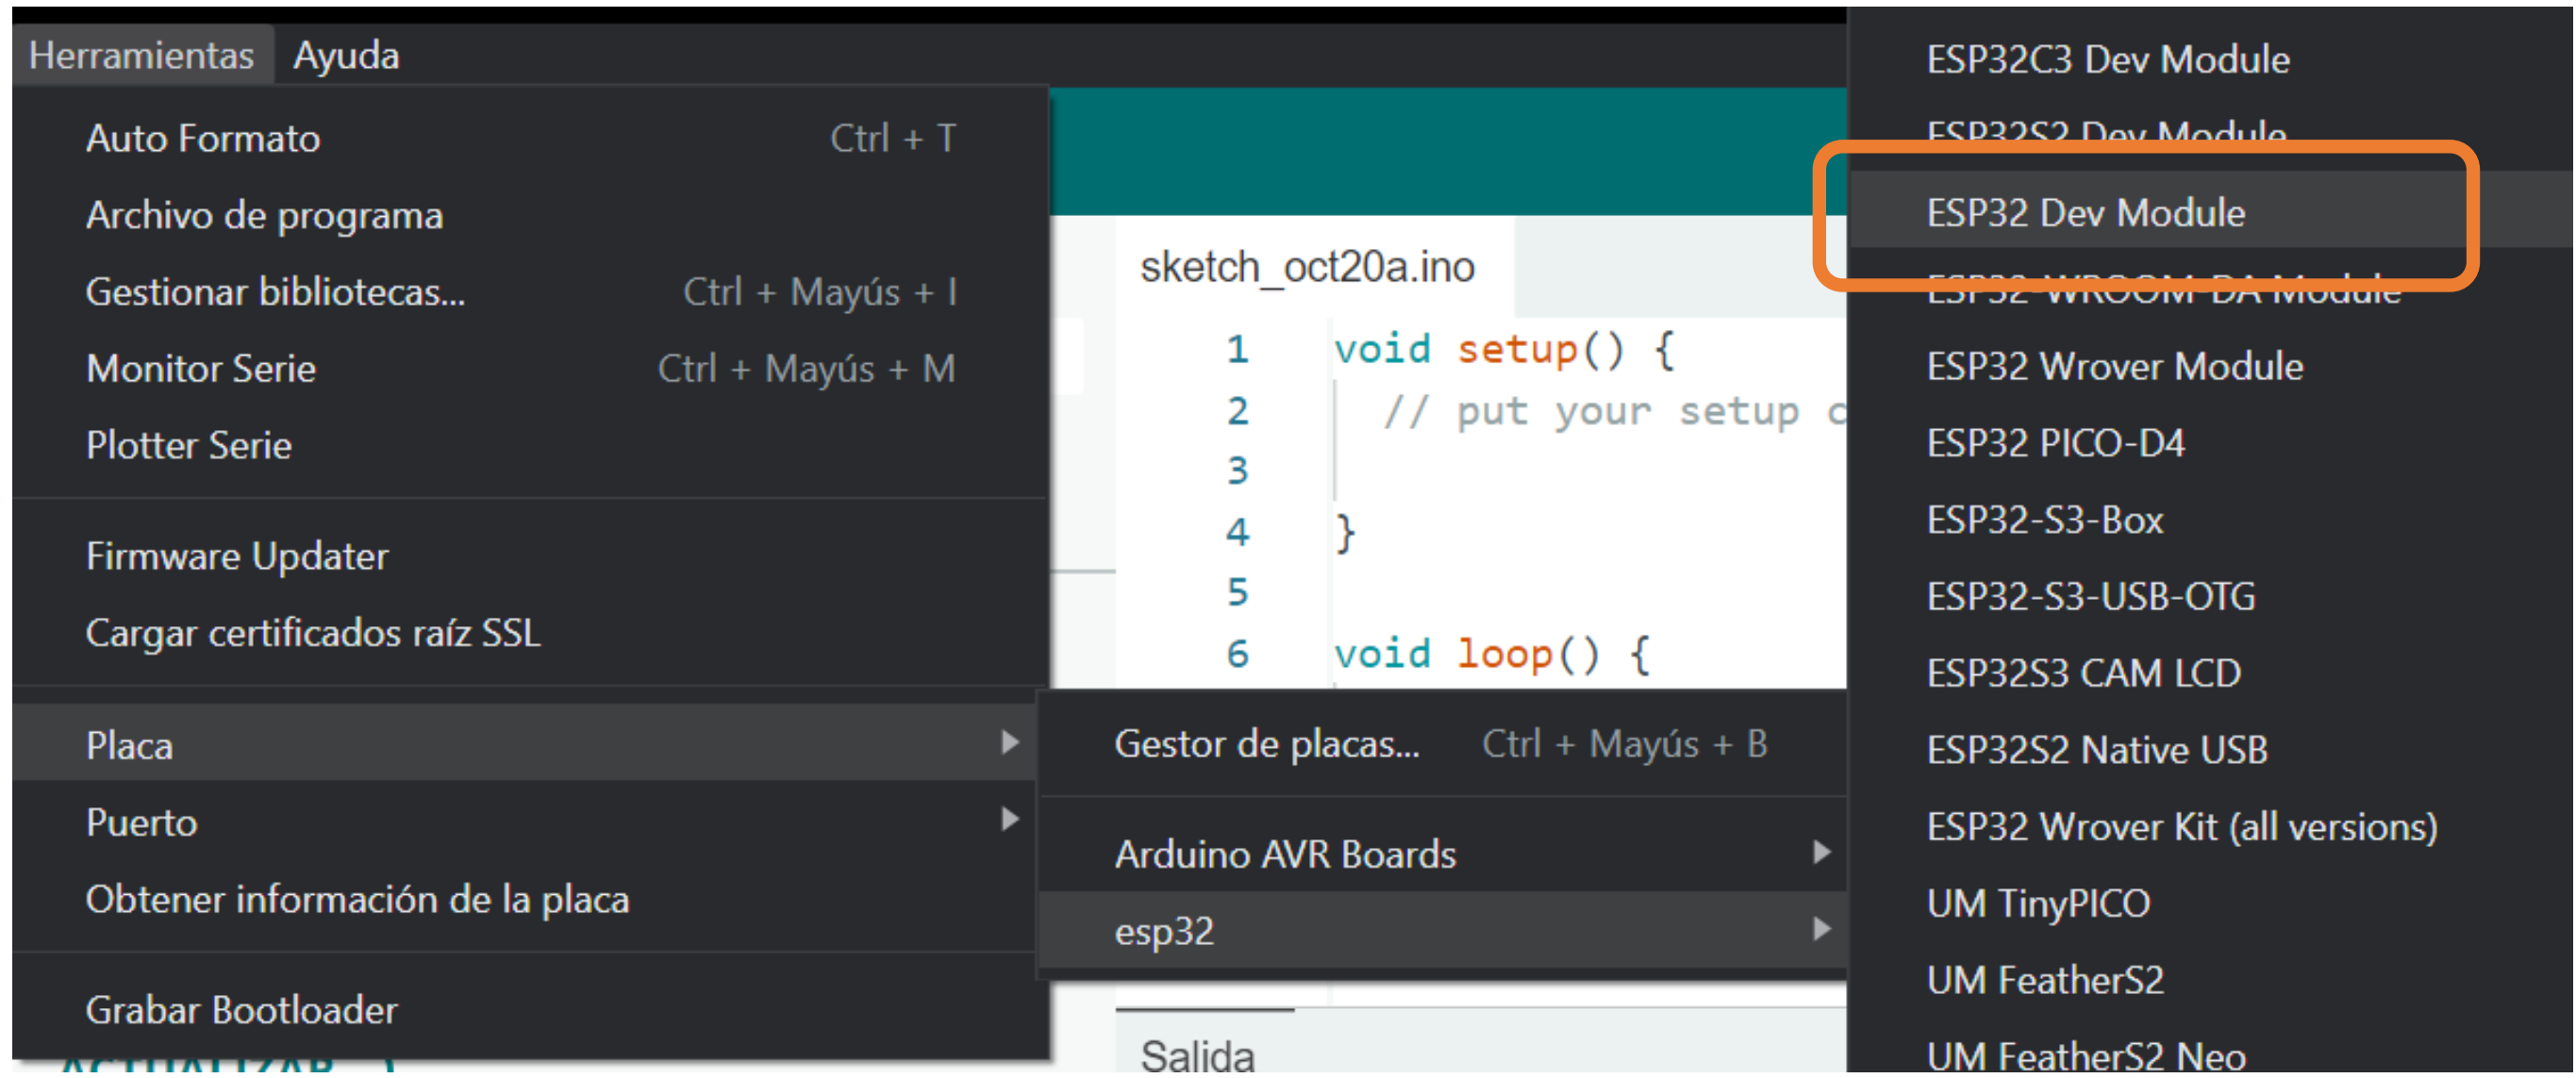 Herramientas Ayuda
Auto Formato Ctrl + T
Archivo de programa
Gestionar bibliotecas... Ctrl + Mayús + I
Monitor Serie Ctrl + Mayús + M
Plotter Serie
Firmware Updater
Cargar certificados raíz SSL
Placa
Puerto
Obtener información de la placa
Grabar Bootloader
ACTUALIZAR
sketch_oct20a.ino
1 void setup() {
2 // put your setup c
3
4 }
5
6 void loop() {
Gestor de placas... Ctrl + Mayús + B
Arduino AVR Boards
esp32
Salida
ESP32C3 Dev Module
ESP32S2 Dev Module
ESP32 Dev Module
ESP32-WROOM-DA Module
ESP32 Wrover Module
ESP32 PICO-D4
ESP32-S3-Box
ESP32-S3-USB-OTG
ESP32S3 CAM LCD
ESP32S2 Native USB
ESP32 Wrover Kit (all versions)
UM TinyPICO
UM FeatherS2
UM FeatherS2 Neo